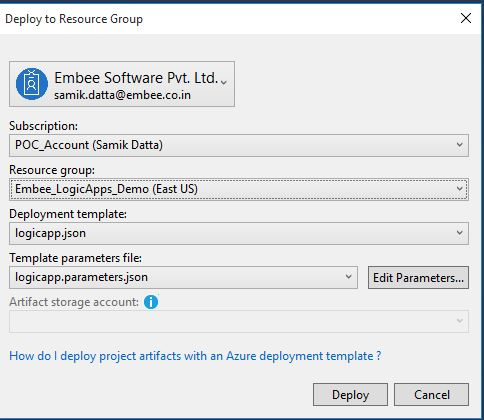 Deploy to Resource Group
Embee Software Pvt. Ltd.
samik.datta@embee.co.in
Subscription:
POC_Account (Samik Datta)
Resource group:
Embee_LogicApps_Demo (East US)
Deployment template:
logicapp.json
Template parameters file:
logicapp.parameters.json
Edit Parameters...
Artifact storage account:
How do I deploy project artifacts with an Azure deployment template ?
Deploy
Cancel